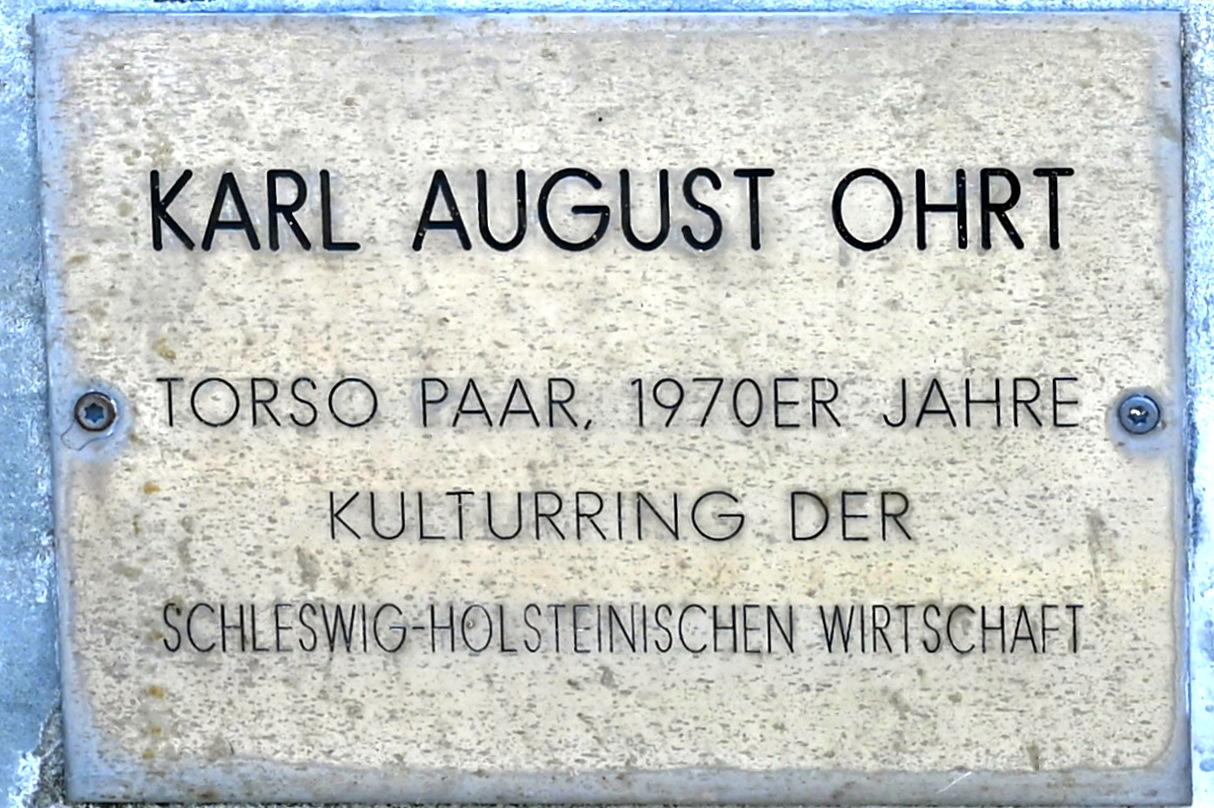 KARL AUGUST OHRT
TORSO PAAR, 1970ER JAHRE
KULTURRING DER
SCHLESWIG-HOLSTEINISCHEN WIRTSCHAFT